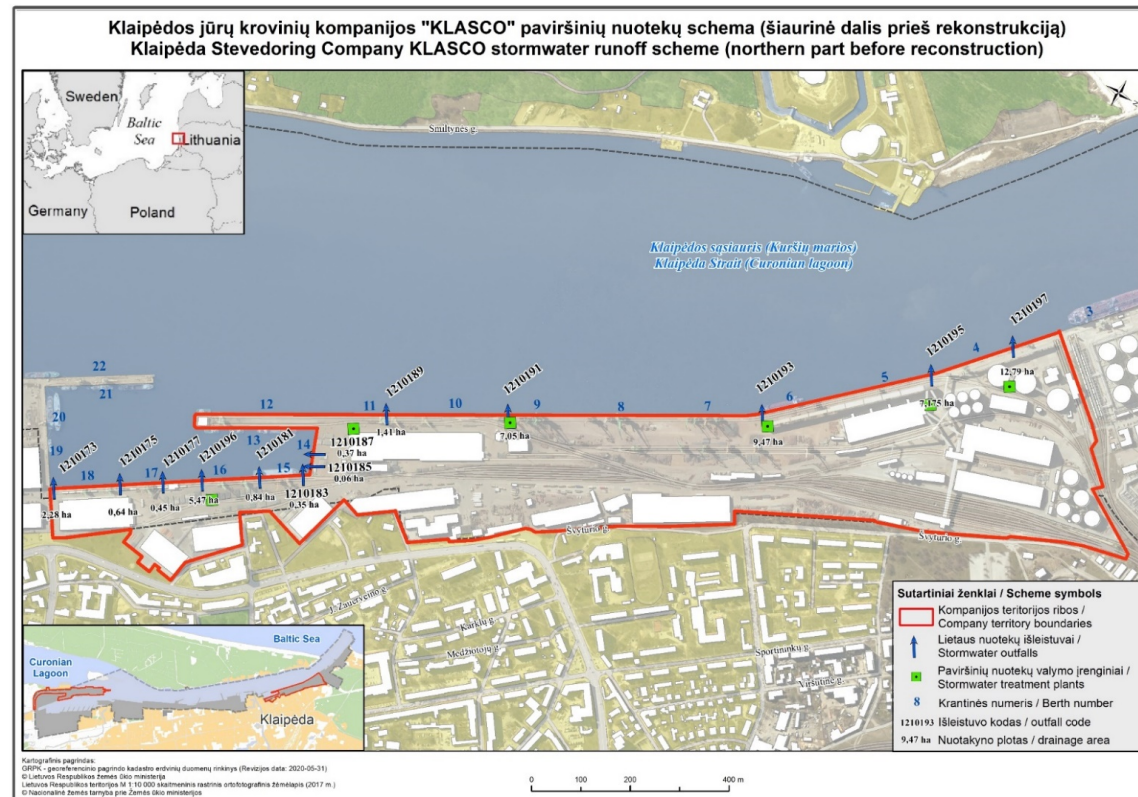 Klaipėdos jūrų krovinių kompanijos "KLASCO" paviršinių nuotekų schema (šiaurinė dalis prieš rekonstrukciją)
Klaipėda Stevedoring Company KLASCO stormwater runoff scheme (northern part before reconstruction)
Sweden
Baltic
Sea
Lithuania
Germany
Poland
Smiltynės g.
Klaipėdos sąsiauris (Kuršių marios)
Klaipėda Sirait (Curonian lagoon)
3
1210197
4
12,79 ha
1210195
5
7,175 ha
1210193
6
9,47 ha
7
8
9
1210191
7,05 ha
10
1210189
11
1,41 ha
12
22
21
20
19
13
14
1210187
0,37 ha
1210185
0,06 ha
15
1210183
0,35 ha
1210181
0,84 ha
16
1210196
5,47 ha
17
1210177
0,45 ha
1210175
0,64 ha
18
1210173
2,28 ha
Švyturio g.
Švyturio g.
J. Zauerveino g.
Karklų g.
Medžiotojų g.
Sportininkų g.
Viršutinė g.
Baltic Sea
Curonian
Lagoon
Klaipėda
Sutartiniai ženklai / Scheme symbols
Kompanijos teritorijos ribos /
Company territory boundaries
Lietaus nuotekų išleistuvai /
Stormwater outfalls
Paviršinių nuotekų valymo įrenginiai /
Stormwater treatment plants
8 Krantinės numeris / Berth number
1210193 Išleistuvo kodas / outfall code
9,47 ha Nuotakyno plotas / drainage area
Kartografinis pagrindas:
GRPK - georeferencinio pagrindo kadastro erdvinių duomenų rinkinys (Revizijos data: 2020-05-31)
© Lietuvos Respublikos žemės ūkio ministerija
Lietuvos Respublikos teritorijos M 1:10 000 skaitmeninis rastrinis ortofotografinis žemėlapis (2017 m.)
© Nacionalinė žemės tarnyba prie Žemės ūkio ministerijos
0 100 200 400 m